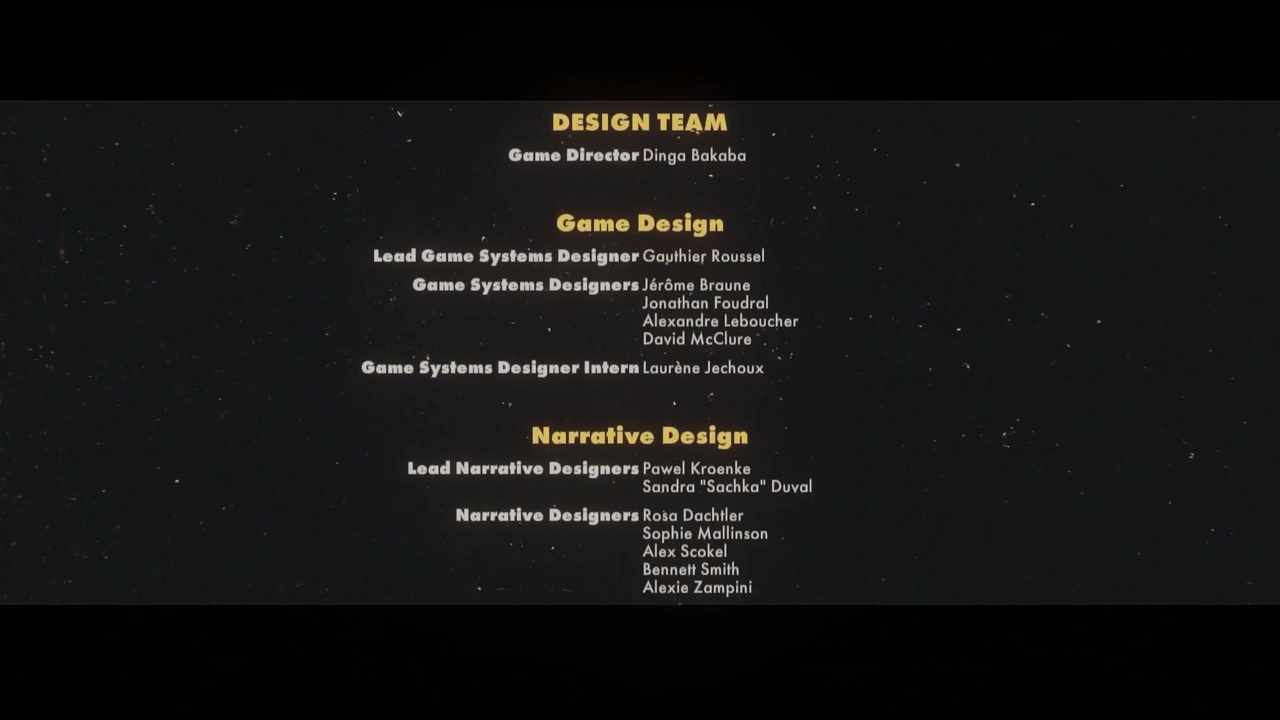 DESIGN TEAM
Game Director Dinga Bakaba
Game Design
Lead Game Systems Designer Gauthier Roussel
Game Systems Designers Jérôme Braune
Jonathan Foudral
Alexandre Leboucher
David McClure
Game Systems Designer Intern Laurène Jechoux
Narrative Design
Lead Narrative Designers Pawel Kroenke
Sandra "Sachka" Duval
Narrative Designers Rosa Dachtler
Sophie Mallinson
Alex Scokel
Bennett Smith
Alexie Zampini